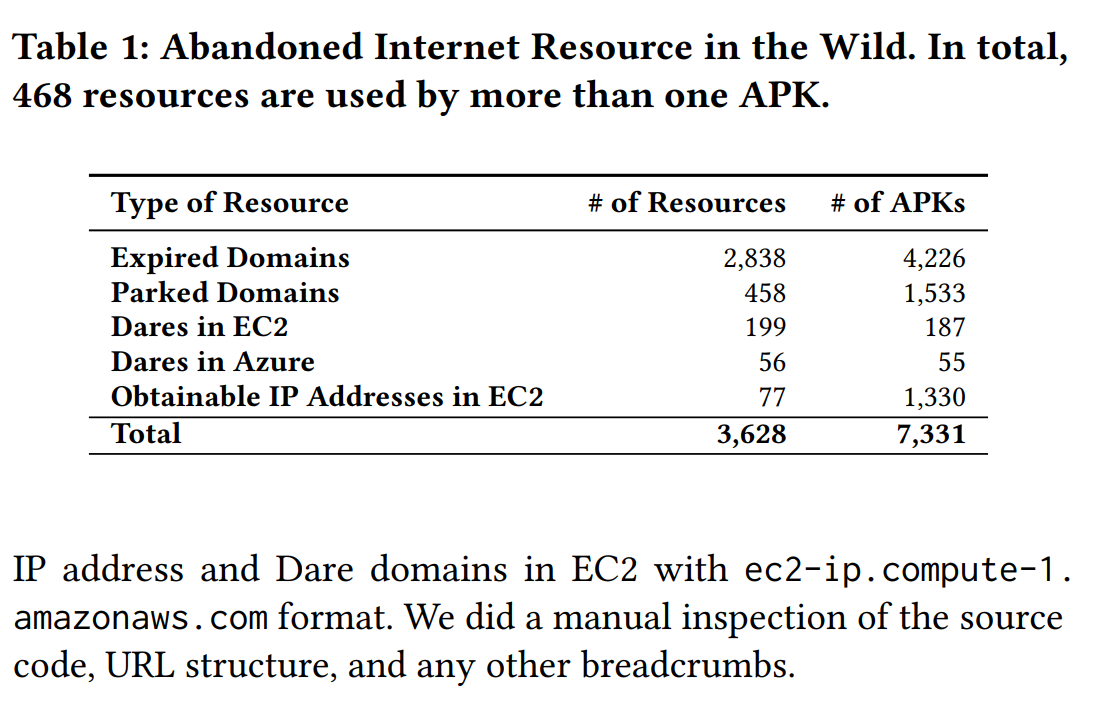 Table 1: Abandoned Internet Resource in the Wild. In total,
468 resources are used by more than one APK.
Type of Resource # of Resources # of APKs
Expired Domains 2,838 4,226
Parked Domains 458 1,533
Dares in EC2 199 187
Dares in Azure 56 55
Obtainable IP Addresses in EC2 77 1,330
Total 3,628 7,331
IP address and Dare domains in EC2 with ec2-ip.compute-1.
amazonaws.com format. We did a manual inspection of the source
code, URL structure, and any other breadcrumbs.